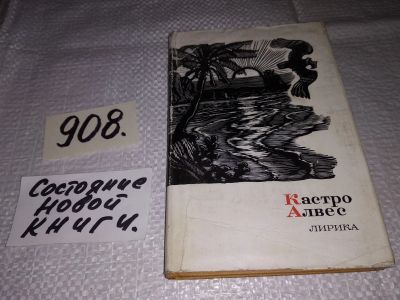 908.
Состояние
новой
книги.
Кастро
Алвес
ЛИРИКА